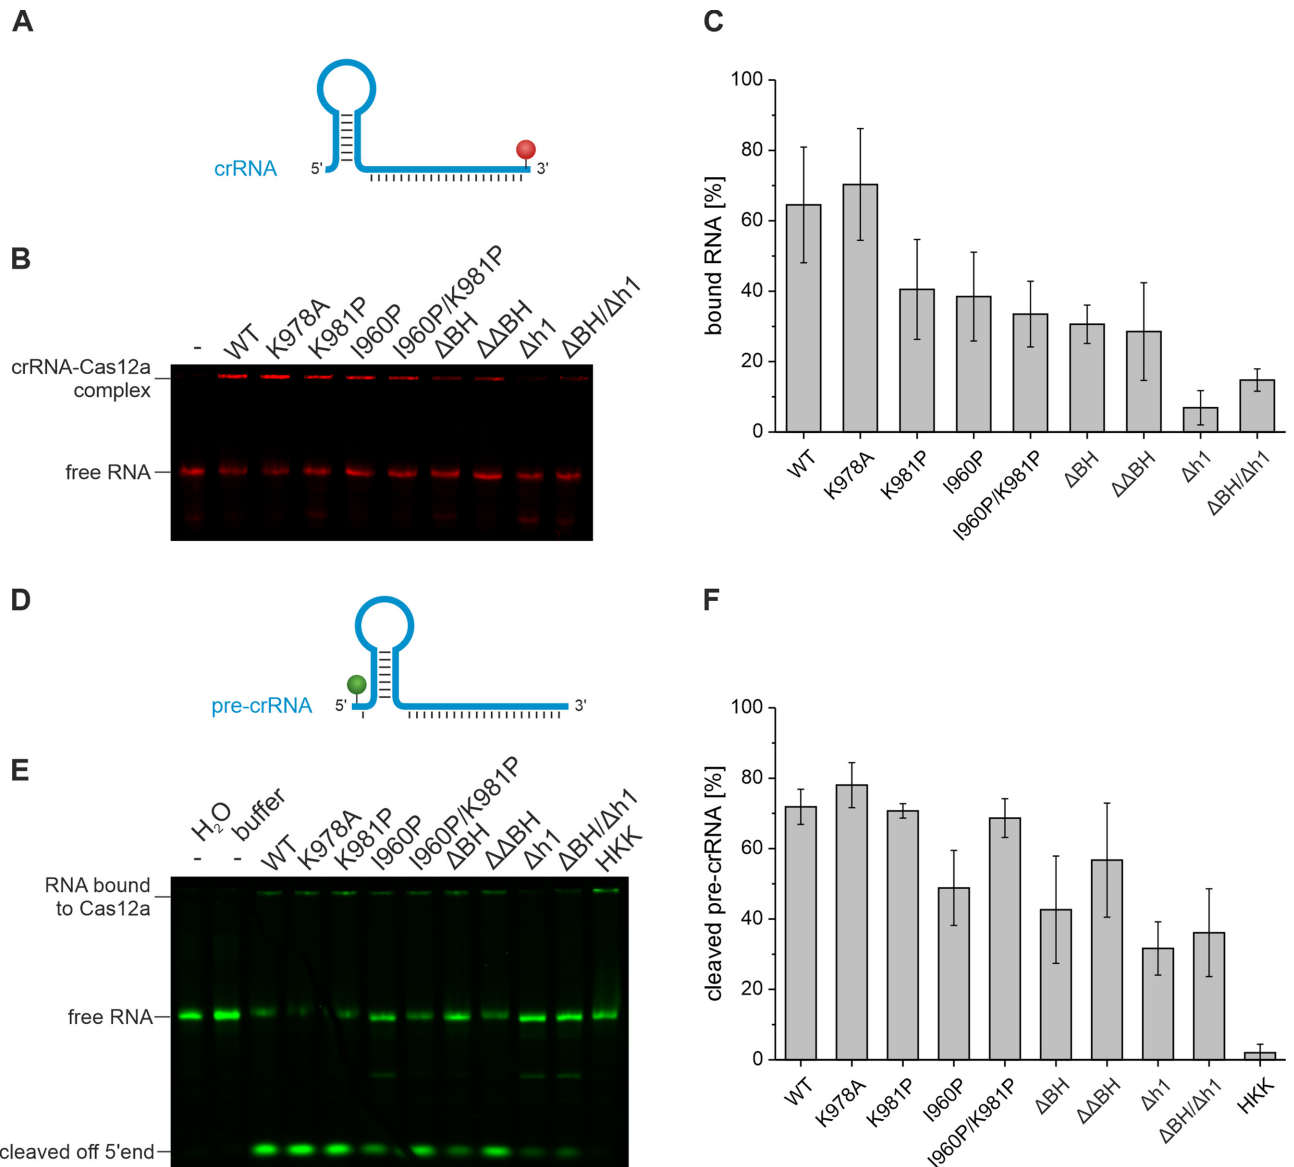 A
crRNA
5'
3'
B
-
WT
K978A
K981P
I960P
I960P/K981P
ΔBH
ΔΔBH
Δh1
ΔBH/Δh1
crRNA-Cas12a
complex
free RNA
C
bound RNA [%]
100
80
60
40
20
0
WT
K978A
K981P
I960P
I960P/K981P
ΔBH
ΔΔBH
Δh1
ΔBH/Δh1
D
pre-crRNA
5'
3'
E
- H₂O
- buffer
WT
K978A
K981P
I960P
I960P/K981P
ΔBH
ΔΔBH
Δh1
ΔBH/Δh1
HKK
RNA bound
to Cas12a
free RNA
cleaved off 5'end
F
cleaved pre-crRNA [%]
100
80
60
40
20
0
WT
K978A
K981P
I960P
I960P/K981P
ΔBH
ΔΔBH
Δh1
ΔBH/Δh1
HKK